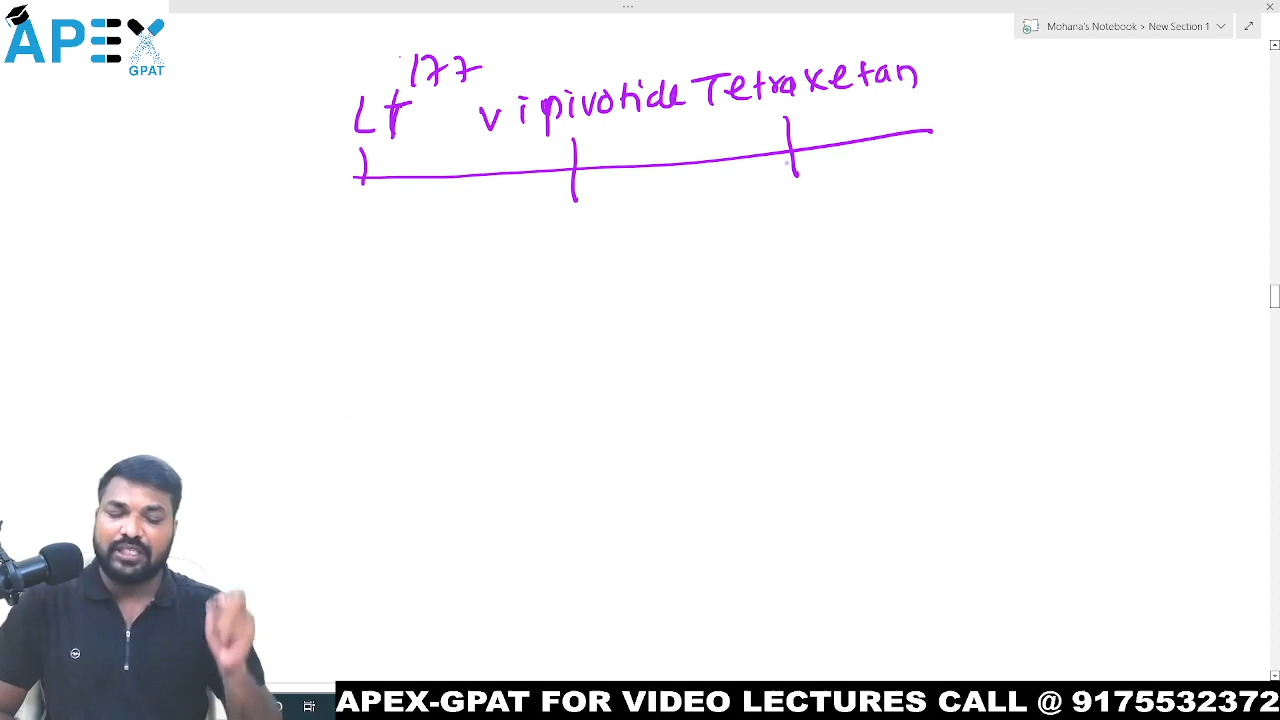 APEX
GPAT
Mohana's Notebook > New Section 1
177
Lt vipivotide Tetraxetan
APEX-GPAT FOR VIDEO LECTURES CALL @ 9175532372